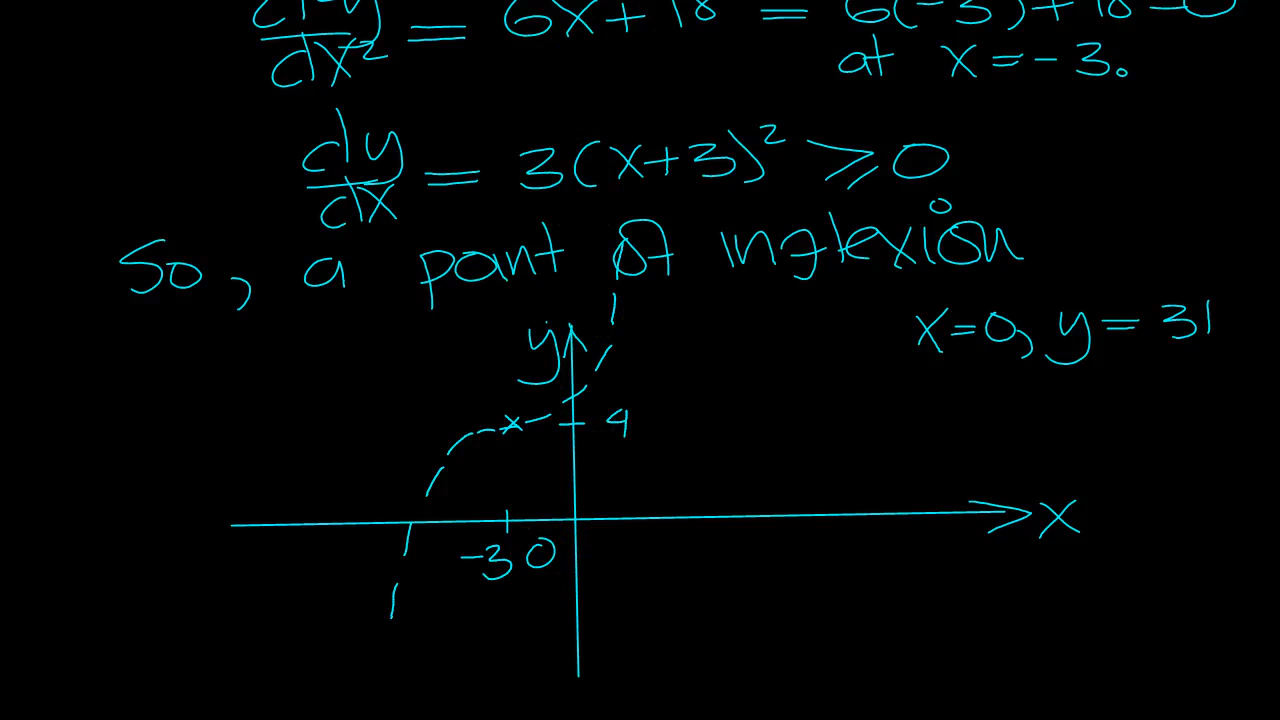 d²y/dx² = 6x+18 = 6(-3)+18=0
at x=-3.
dy/dx = 3(x+3)² ⩾0
So, a point of inflexion
x=0, y=31
y
4
-3 0
x